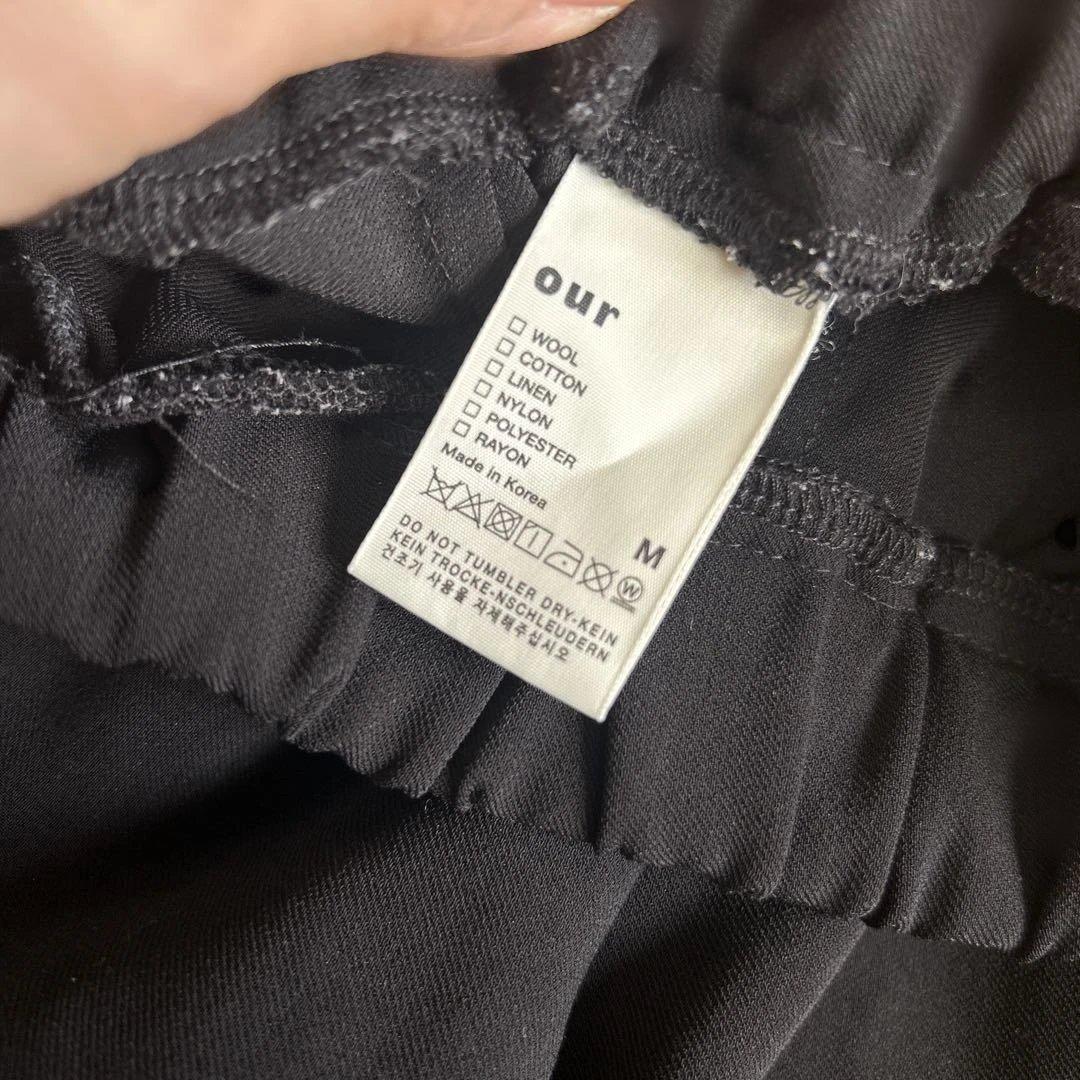 our
☐ WOOL
☐ COTTON
☐ LINEN
☐ NYLON
☐ POLYESTER
☐ RAYON
Made in Korea
M
W
DO NOT TUMBLER DRY-KEIN
KEIN TROCKE-NSCHLEUDERN
건조기 사용을 자제해주십시오